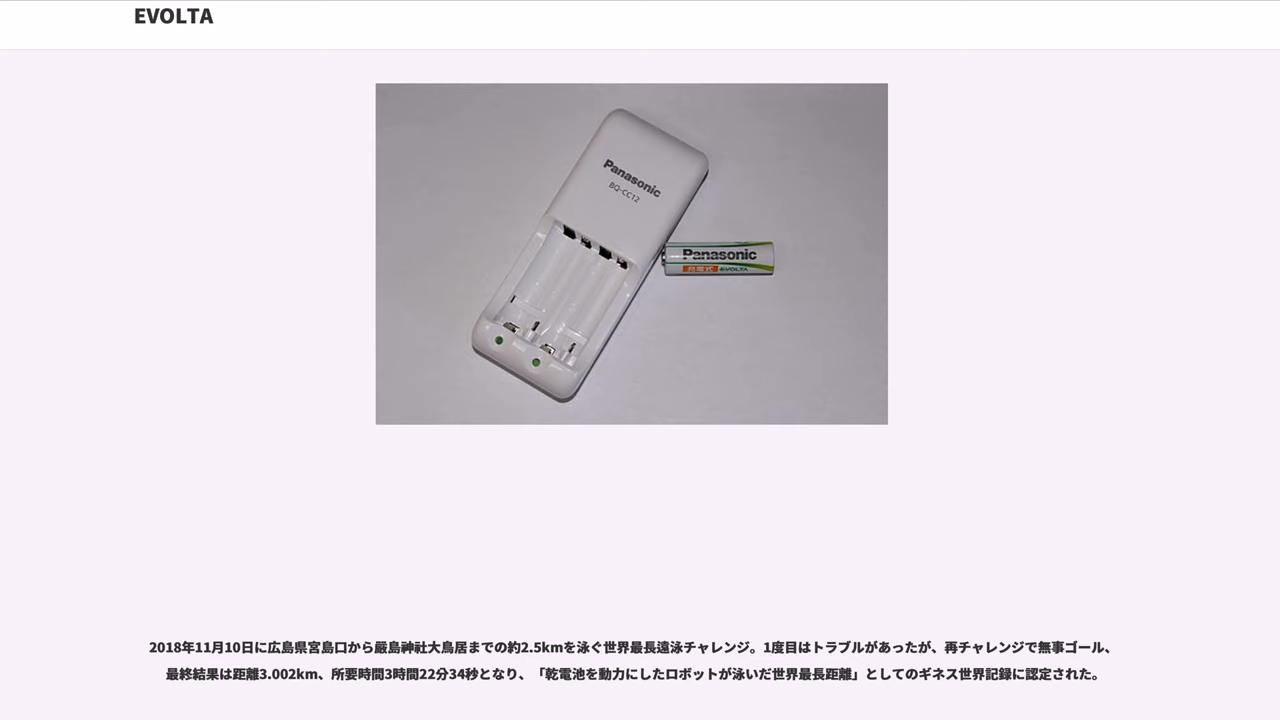 EVOLTA
Panasonic
BQ-CC12
Panasonic
充電式 EVOLTA
2018年11月10日に広島県宮島口から厳島神社大鳥居までの約2.5kmを泳ぐ世界最長遠泳チャレンジ。1度目はトラブルがあったが、再チャレンジで無事ゴール、
最終結果は距離3.002km、所要時間3時間22分34秒となり、「乾電池を動力にしたロボットが泳いだ世界最長距離」としてのギネス世界記録に認定された。